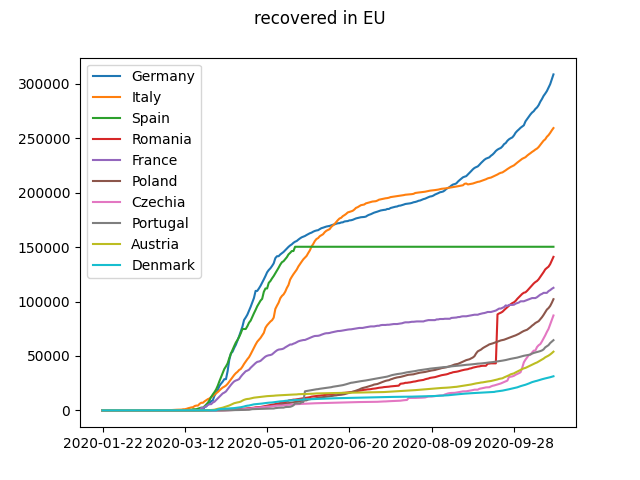 recovered in EU
300000
250000
200000
150000
100000
50000
0
Germany
Italy
Spain
Romania
France
Poland
Czechia
Portugal
Austria
Denmark
2020-01-22 2020-03-12 2020-05-01 2020-06-20 2020-08-09 2020-09-28